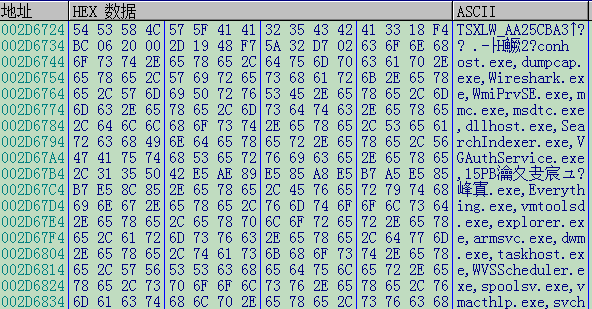 地址 HEX 数据 ASCII
002D6724 54 53 58 4C 57 5F 41 41 32 35 43 42 41 33 18 F4 TSXLW_AA25CBA3↑?
002D6734 BC 06 20 00 2D 19 48 F7 5A 32 D7 02 63 6F 6E 68 conh
002D6744 6F 73 74 2E 65 78 65 2C 64 75 6D 70 63 61 70 2E ost.exe,dumpcap.
002D6754 65 78 65 2C 57 69 72 65 73 68 61 72 6B 2E 65 78 exe,Wireshark.ex
002D6764 65 2C 57 6D 69 50 72 76 53 45 2E 65 78 65 2C 6D e,WmiPrvSE.exe,m
002D6774 6D 63 2E 65 78 65 2C 6D 73 64 74 63 2E 65 78 65 mc.exe,msdtc.exe
002D6784 2C 64 6C 6C 68 6F 73 74 2E 65 78 65 2C 53 65 61 ,dllhost.exe,Sea
002D6794 72 63 68 49 6E 64 65 78 65 72 2E 65 78 65 2C 56 rchIndexer.exe,V
002D67A4 47 41 75 74 68 53 65 72 76 69 63 65 2E 65 78 65 GAuthService.exe
002D67B4 2C 31 35 50 42 E5 AE 89 E5 85 A8 E5 B7 A5 E5 85 ,15PB
002D67C4 B7 E5 8C 85 2E 65 78 65 2C 45 76 65 72 79 74 68 .exe,Everyth
002D67D4 69 6E 67 2E 65 78 65 2C 76 6D 74 6F 6F 6C 73 64 ing.exe,vmtoolsd
002D67E4 2E 65 78 65 2C 65 78 70 6C 6F 72 65 72 2E 65 78 .exe,explorer.ex
002D67F4 65 2C 61 72 6D 73 76 63 2E 65 78 65 2C 64 77 6D e,armsvc.exe,dwm
002D6804 2E 65 78 65 2C 74 61 73 6B 68 6F 73 74 2E 65 78 .exe,taskhost.ex
002D6814 65 2C 57 56 53 53 63 68 65 64 75 6C 65 72 2E 65 e,WVSScheduler.e
002D6824 78 65 2C 73 70 6F 6F 6C 73 76 2E 65 78 65 2C 76 xe,spoolsv.exe,v
002D6834 6D 61 63 74 68 6C 70 2E 65 78 65 2C 73 76 63 68 macthlp.exe,svch